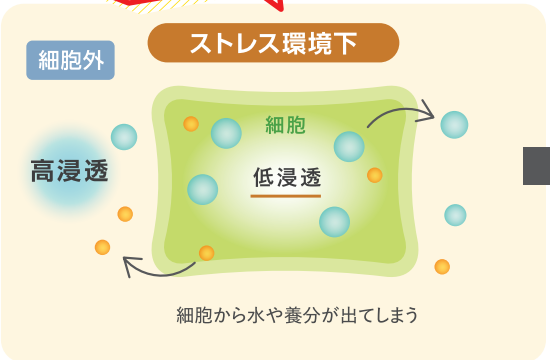 ストレス環境下
細胞外
細胞
高浸透
低浸透
細胞から水や養分が出てしまう